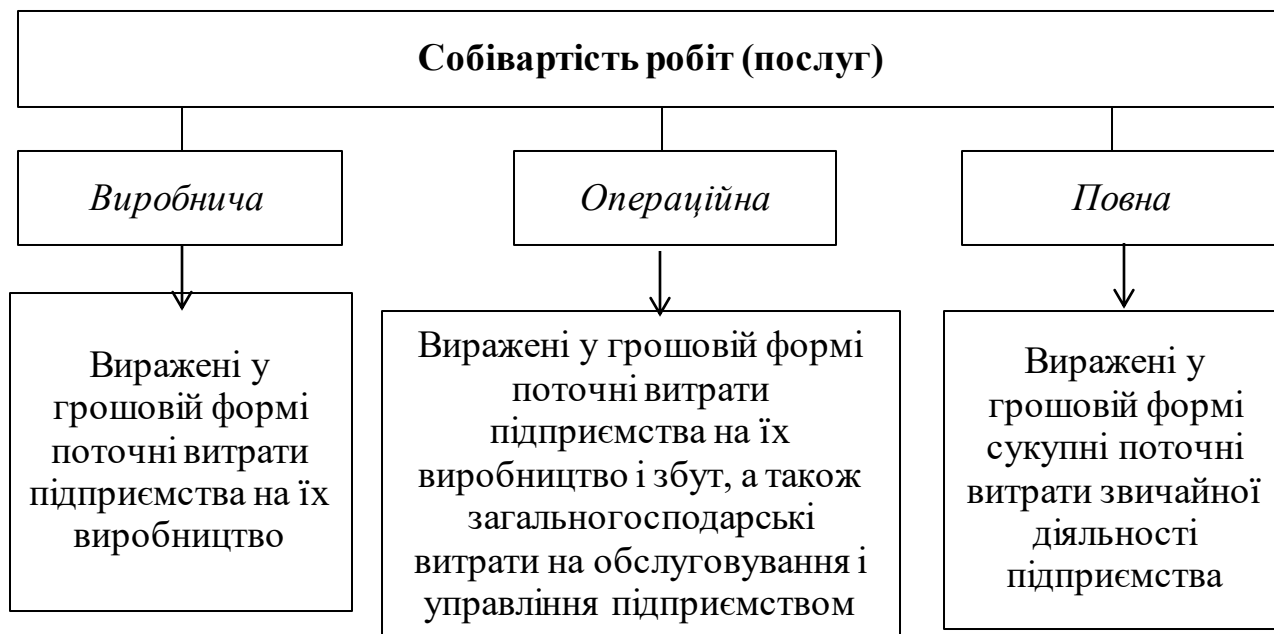 Собівартість робіт (послуг)
Виробнича
Операційна
Повна
Виражені у
грошовій формі
поточні витрати
підприємства на їх
виробництво
Виражені у грошовій формі
поточні витрати
підприємства на їх
виробництво і збут, а також
загальногосподарські
витрати на обслуговування і
управління підприємством
Виражені у
грошовій формі
сукупні поточні
витрати звичайної
діяльності
підприємства